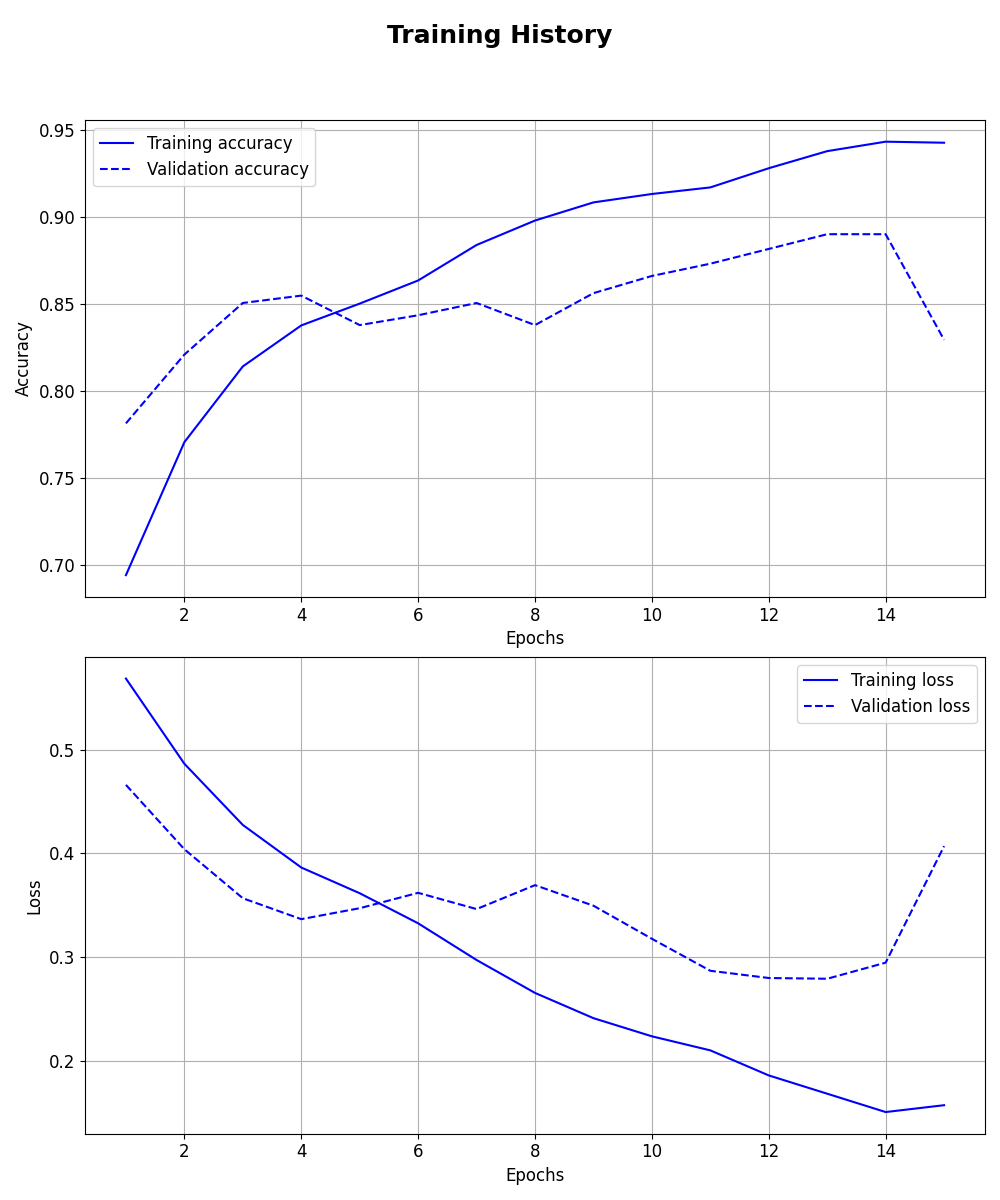 Training History
0.95
0.90
0.85
0.80
0.75
0.70
Accuracy
Training accuracy
Validation accuracy
2 4 6 8 10 12 14
Epochs
0.5
0.4
0.3
0.2
Loss
Training loss
Validation loss
2 4 6 8 10 12 14
Epochs